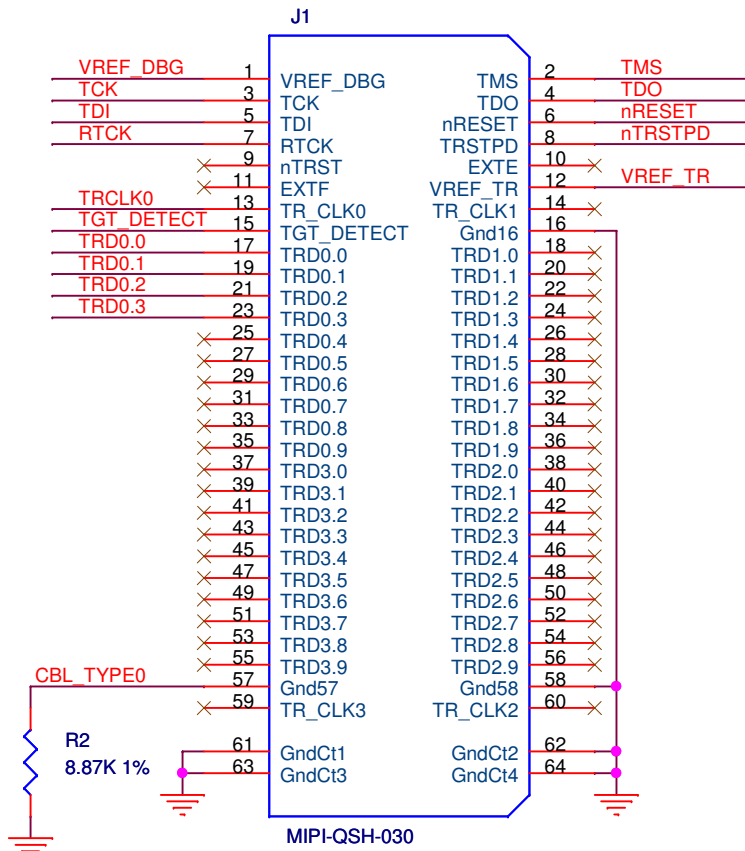 J1
VREF_DBG 1 VREF_DBG TMS 2 TMS
TCK 3 TCK TDO 4 TDO
TDI 5 TDI nRESET 6 nRESET
RTCK 7 RTCK TRSTPD 8 nTRSTPD
9 nTRST EXTE 10
11 EXTF VREF_TR 12 VREF_TR
TRCLK0 13 TR_CLK0 TR_CLK1 14
TGT_DETECT 15 TGT_DETECT Gnd16 16
TRD0.0 17 TRD0.0 TRD1.0 18
TRD0.1 19 TRD0.1 TRD1.1 20
TRD0.2 21 TRD0.2 TRD1.2 22
TRD0.3 23 TRD0.3 TRD1.3 24
25 TRD0.4 TRD1.4 26
27 TRD0.5 TRD1.5 28
29 TRD0.6 TRD1.6 30
31 TRD0.7 TRD1.7 32
33 TRD0.8 TRD1.8 34
35 TRD0.9 TRD1.9 36
37 TRD3.0 TRD2.0 38
39 TRD3.1 TRD2.1 40
41 TRD3.2 TRD2.2 42
43 TRD3.3 TRD2.3 44
45 TRD3.4 TRD2.4 46
47 TRD3.5 TRD2.5 48
49 TRD3.6 TRD2.6 50
51 TRD3.7 TRD2.7 52
53 TRD3.8 TRD2.8 54
55 TRD3.9 TRD2.9 56
CBL_TYPE0 57 Gnd57 Gnd58 58
59 TR_CLK3 TR_CLK2 60
R2
8.87K 1%
61 GndCt1 GndCt2 62
63 GndCt3 GndCt4 64
MIPI-QSH-030